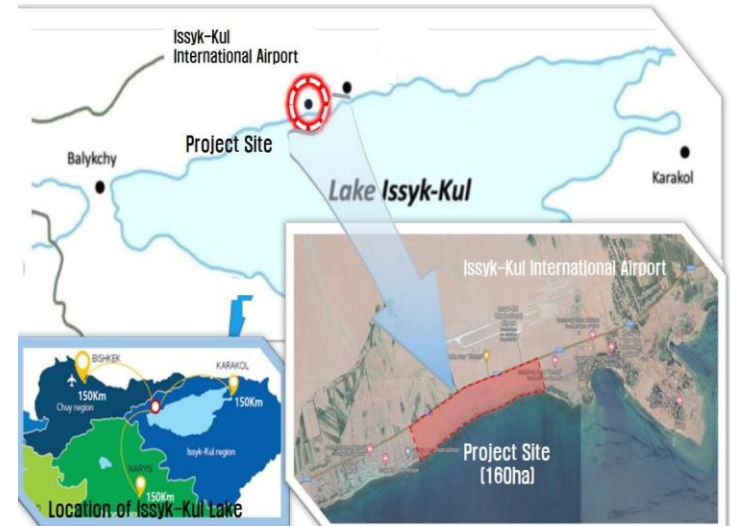 Issyk-Kul
International Airport
Project Site
Balykchy
Lake Issyk-Kul
Karakol
Issyk-Kul International Airport
Project Site
(160ha)
BISHKEK
150Km
Chuy region
KARAKOL
150Km
Issyk-Kul region
NARYN
150Km
Location of Issyk-Kul Lake